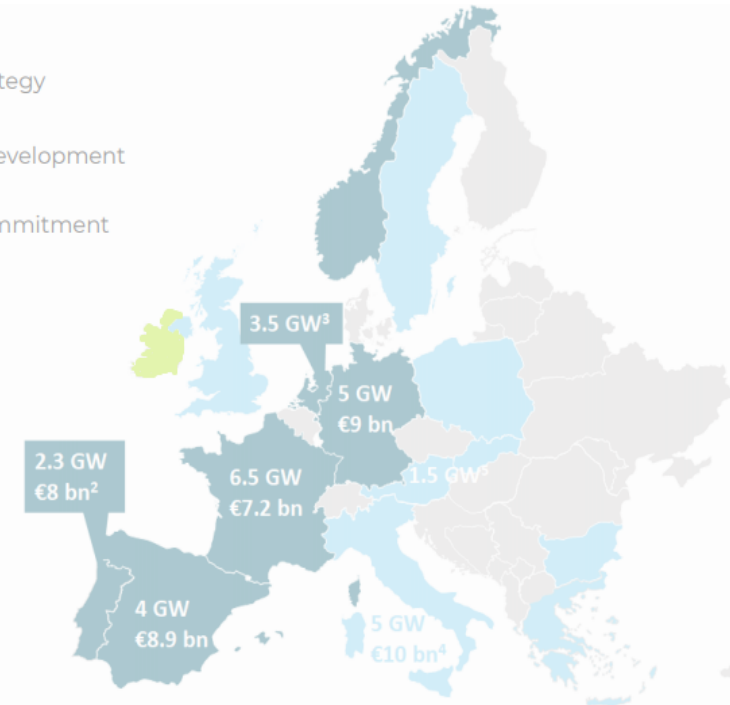 tegy
evelopment
nmitment
3.5 GW³
5 GW
€9 bn
2.3 GW
€8 bn²
6.5 GW
€7.2 bn
1.5 GW⁵
4 GW
€8.9 bn
5 GW
€10 bn⁴